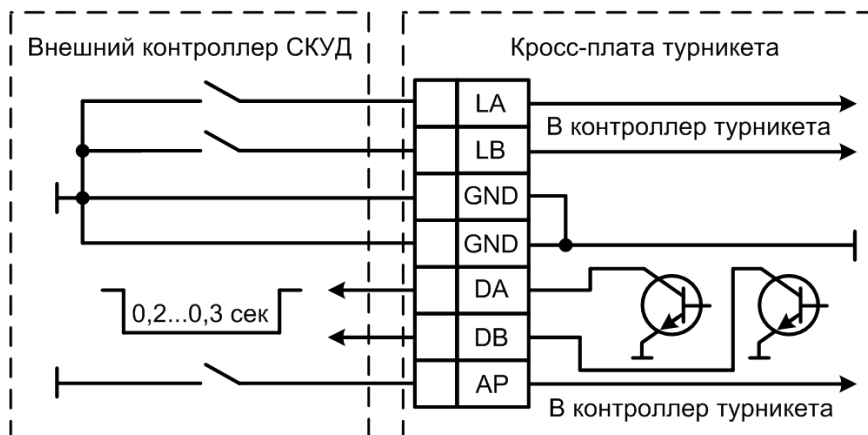 Внешний контроллер СКУД
Кросс-плата турникета
LA
В контроллер турникета
LB
GND
GND
DA
0,2...0,3 сек
DB
AP
В контроллер турникета